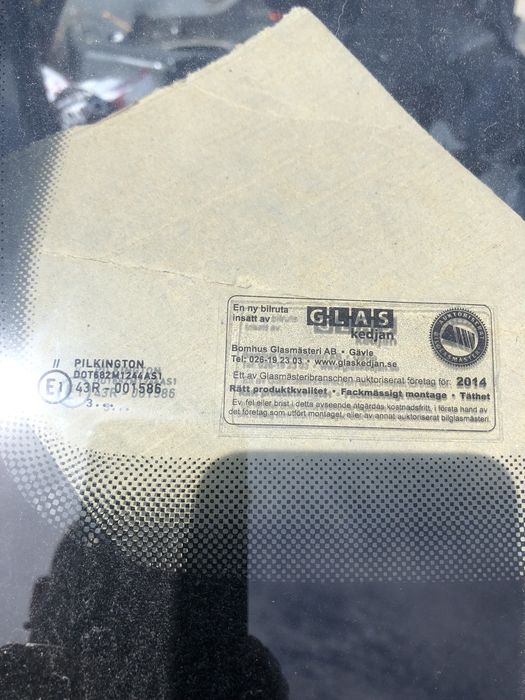 En ny bilruta
insatt av
GLAS
kedjan
Bomhus Glasmästeri AB • Gävle
Tel: 026-19 23 03 • www.glaskedjan.se
Ett av Glasmästeribranschen auktoriserat företag för: 2014
Rätt produktkvalitet • Fackmässigt montage • Täthet
Ev. fel eller brist i detta avseende åtgärdas kostnadsfritt, i första hand av
det företag som utfört montaget, eller av annat auktoriserat bilglasmästeri
// PILKINGTON
DOT682M1244AS1
E1 43R-001586